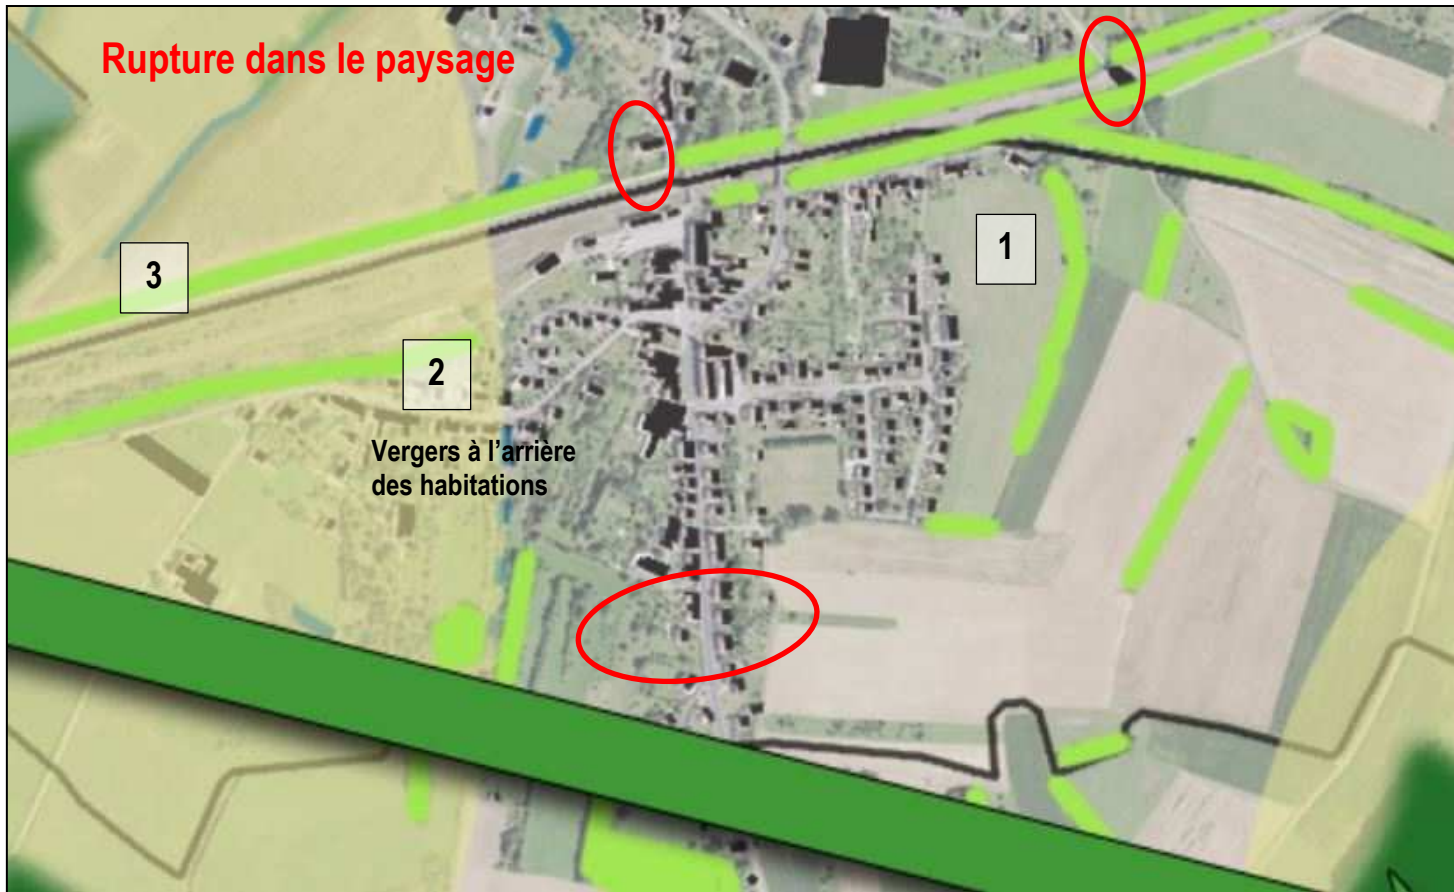 Rupture dans le paysage
1
3
2
Vergers à l'arrière
des habitations